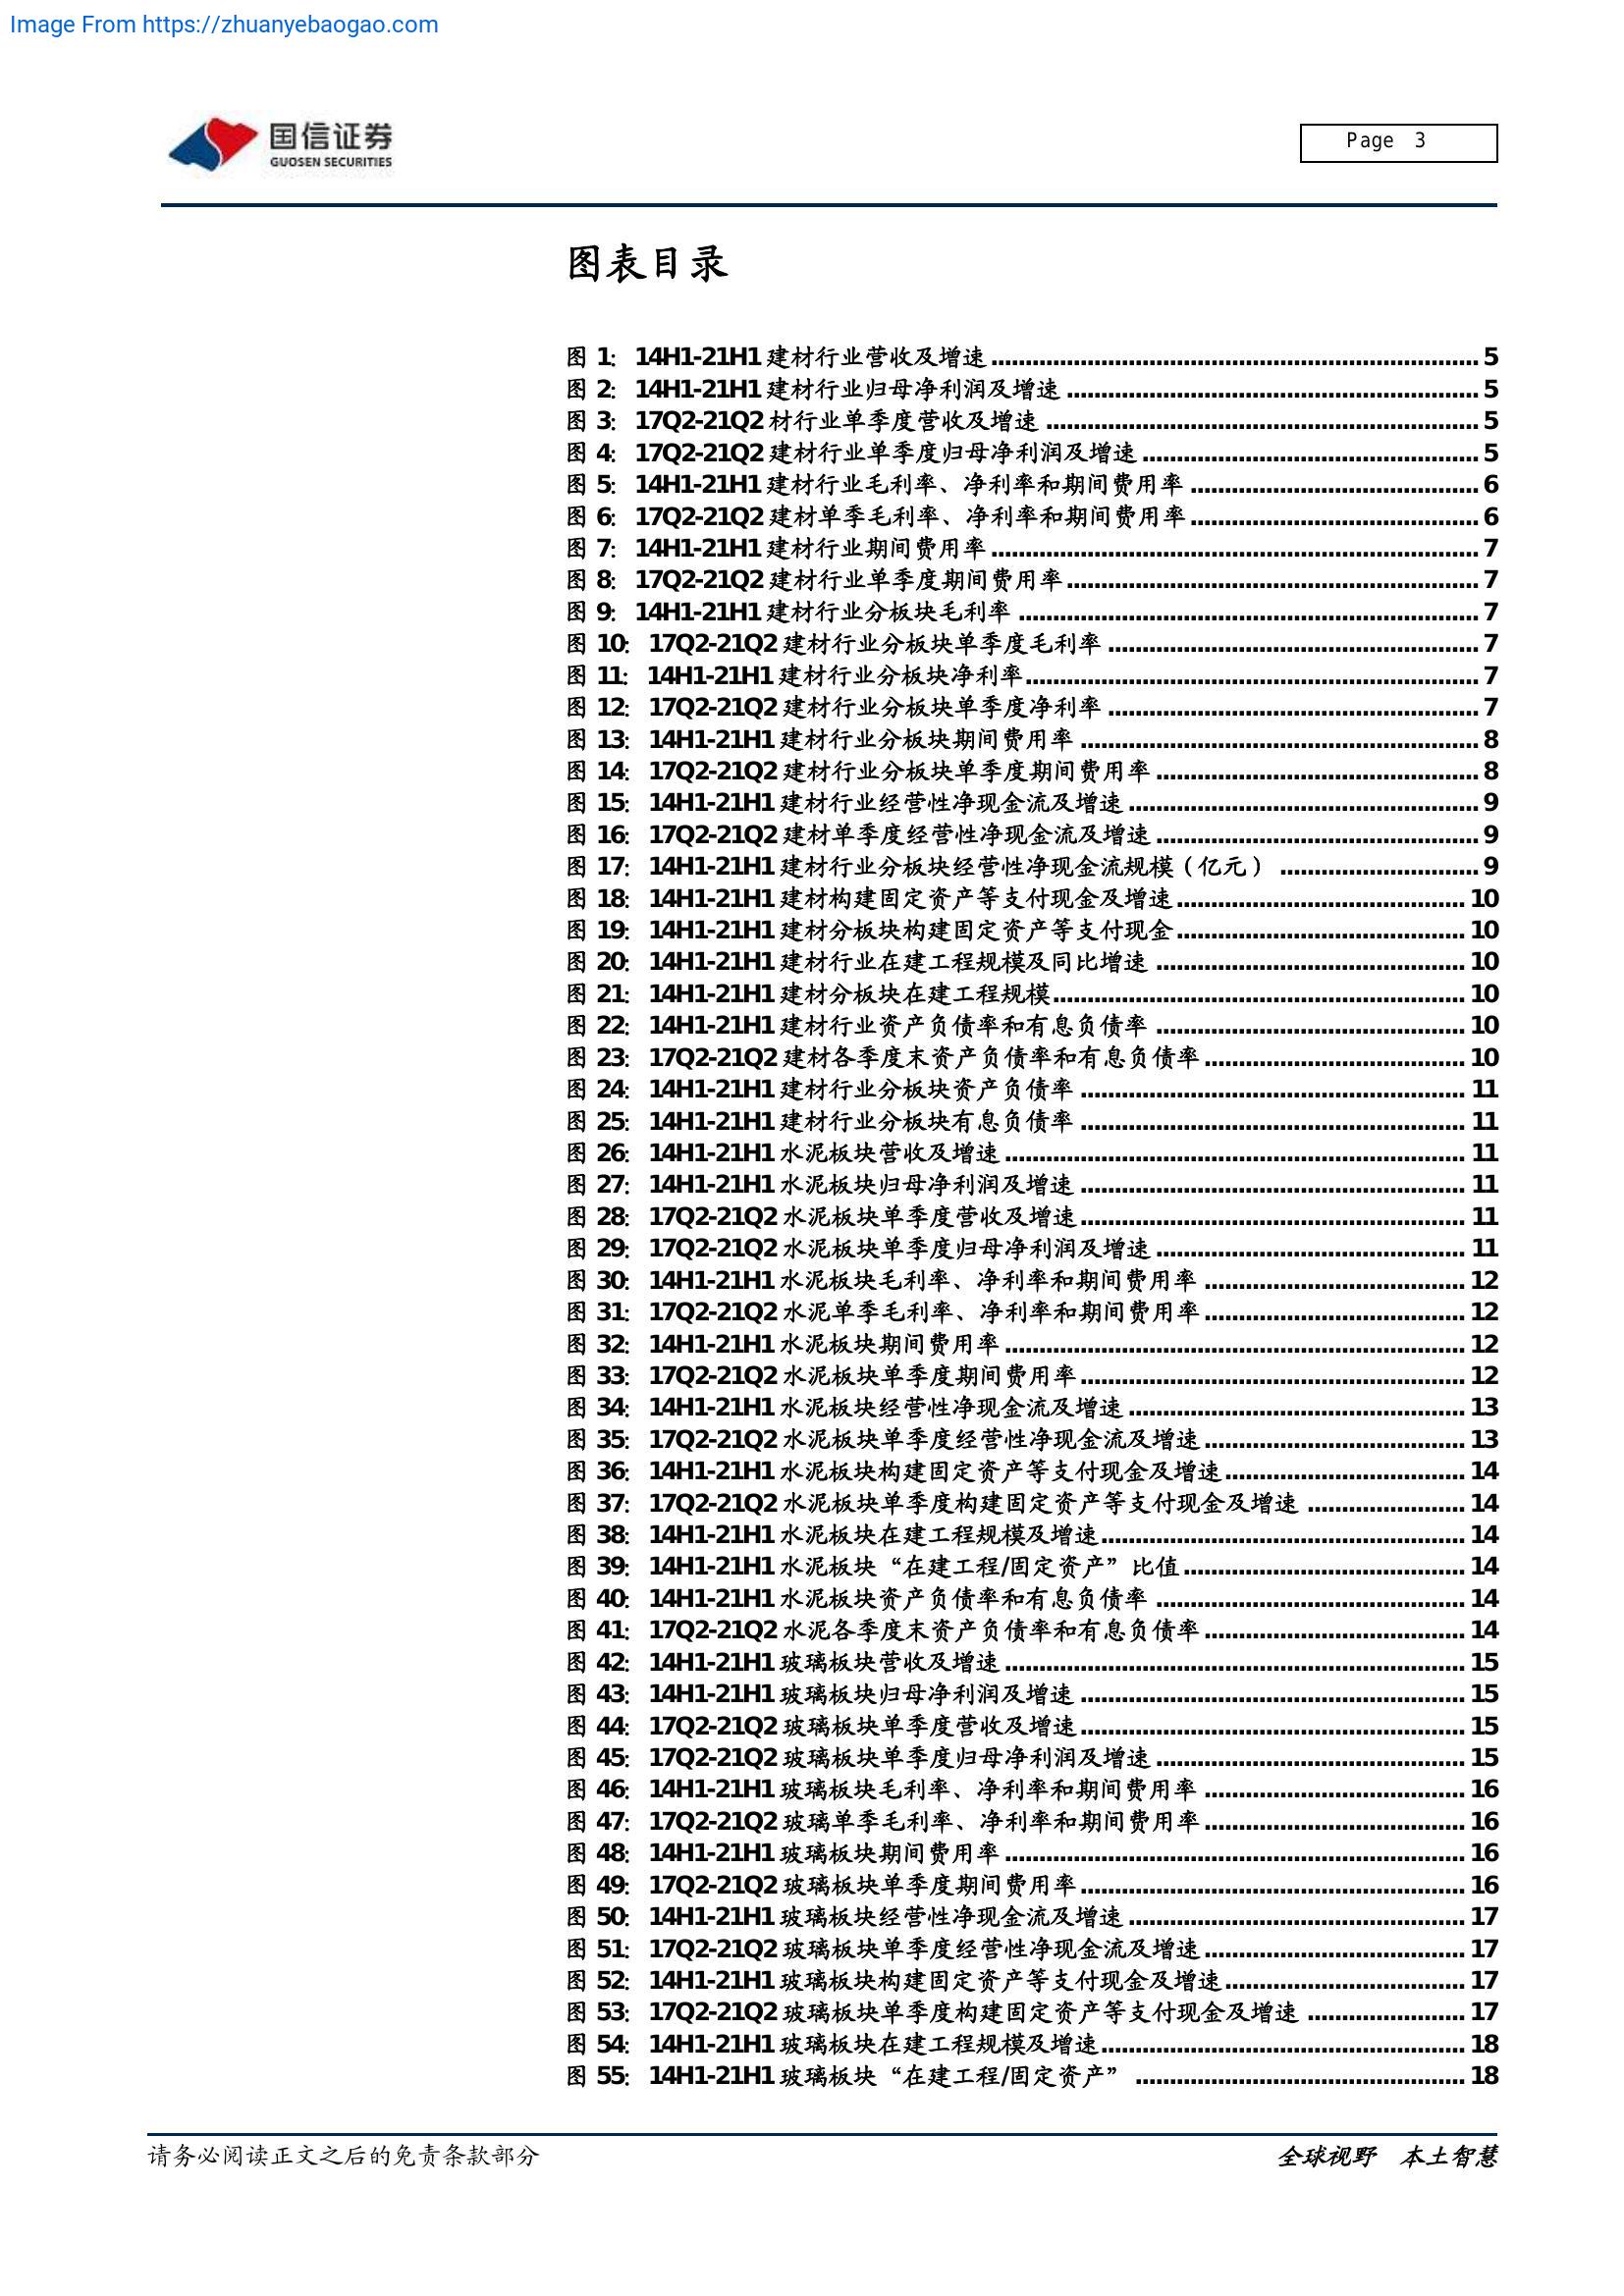 Image From https://zhuanyebaogao.com
国信证券
GUOSEN SECURITIES
Page 3
图表目录
图 1: 14H1-21H1 建材行业营收及增速 5
图 2: 14H1-21H1 建材行业归母净利润及增速 5
图 3: 17Q2-21Q2 材行业单季度营收及增速 5
图 4: 17Q2-21Q2 建材行业单季度归母净利润及增速 5
图 5: 14H1-21H1 建材行业毛利率、净利率和期间费用率 6
图 6: 17Q2-21Q2 建材单季毛利率、净利率和期间费用率 6
图 7: 14H1-21H1 建材行业期间费用率 7
图 8: 17Q2-21Q2 建材行业单季度期间费用率 7
图 9: 14H1-21H1 建材行业分板块毛利率 7
图 10: 17Q2-21Q2 建材行业分板块单季度毛利率 7
图 11: 14H1-21H1 建材行业分板块净利率 7
图 12: 17Q2-21Q2 建材行业分板块单季度净利率 7
图 13: 14H1-21H1 建材行业分板块期间费用率 8
图 14: 17Q2-21Q2 建材行业分板块单季度期间费用率 8
图 15: 14H1-21H1 建材行业经营性净现金流及增速 9
图 16: 17Q2-21Q2 建材单季度经营性净现金流及增速 9
图 17: 14H1-21H1 建材行业分板块经营性净现金流规模（亿元） 9
图 18: 14H1-21H1 建材构建固定资产等支付现金及增速 10
图 19: 14H1-21H1 建材分板块构建固定资产等支付现金 10
图 20: 14H1-21H1 建材行业在建工程规模及同比增速 10
图 21: 14H1-21H1 建材分板块在建工程规模 10
图 22: 14H1-21H1 建材行业资产负债率和有息负债率 10
图 23: 17Q2-21Q2 建材各季度末资产负债率和有息负债率 10
图 24: 14H1-21H1 建材行业分板块资产负债率 11
图 25: 14H1-21H1 建材行业分板块有息负债率 11
图 26: 14H1-21H1 水泥板块营收及增速 11
图 27: 14H1-21H1 水泥板块归母净利润及增速 11
图 28: 17Q2-21Q2 水泥板块单季度营收及增速 11
图 29: 17Q2-21Q2 水泥板块单季度归母净利润及增速 11
图 30: 14H1-21H1 水泥板块毛利率、净利率和期间费用率 12
图 31: 17Q2-21Q2 水泥单季毛利率、净利率和期间费用率 12
图 32: 14H1-21H1 水泥板块期间费用率 12
图 33: 17Q2-21Q2 水泥板块单季度期间费用率 12
图 34: 14H1-21H1 水泥板块经营性净现金流及增速 13
图 35: 17Q2-21Q2 水泥板块单季度经营性净现金流及增速 13
图 36: 14H1-21H1 水泥板块构建固定资产等支付现金及增速 14
图 37: 17Q2-21Q2 水泥板块单季度构建固定资产等支付现金及增速 14
图 38: 14H1-21H1 水泥板块在建工程规模及增速 14
图 39: 14H1-21H1 水泥板块“在建工程/固定资产”比值 14
图 40: 14H1-21H1 水泥板块资产负债率和有息负债率 14
图 41: 17Q2-21Q2 水泥各季度末资产负债率和有息负债率 14
图 42: 14H1-21H1 玻璃板块营收及增速 15
图 43: 14H1-21H1 玻璃板块归母净利润及增速 15
图 44: 17Q2-21Q2 玻璃板块单季度营收及增速 15
图 45: 17Q2-21Q2 玻璃板块单季度归母净利润及增速 15
图 46: 14H1-21H1 玻璃板块毛利率、净利率和期间费用率 16
图 47: 17Q2-21Q2 玻璃单季毛利率、净利率和期间费用率 16
图 48: 14H1-21H1 玻璃板块期间费用率 16
图 49: 17Q2-21Q2 玻璃板块单季度期间费用率 16
图 50: 14H1-21H1 玻璃板块经营性净现金流及增速 17
图 51: 17Q2-21Q2 玻璃板块单季度经营性净现金流及增速 17
图 52: 14H1-21H1 玻璃板块构建固定资产等支付现金及增速 17
图 53: 17Q2-21Q2 玻璃板块单季度构建固定资产等支付现金及增速 17
图 54: 14H1-21H1 玻璃板块在建工程规模及增速 18
图 55: 14H1-21H1 玻璃板块“在建工程/固定资产” 18
请务必阅读正文之后的免责条款部分
全球视野 本土智慧